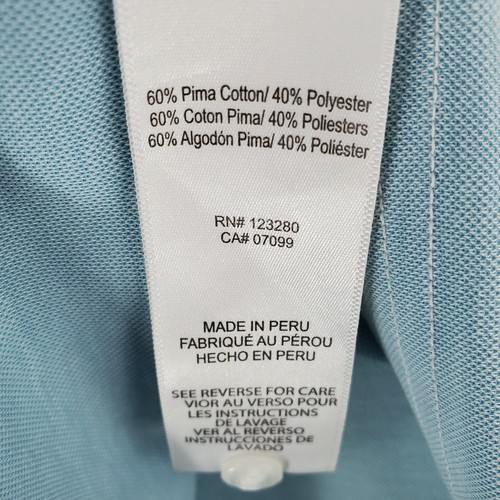 60% Pima Cotton/ 40% Polyester
60% Coton Pima/ 40% Poliesters
60% Algodón Pima/ 40% Poliéster
RN# 123280
CA# 07099
MADE IN PERU
FABRIQUÉ AU PÉROU
HECHO EN PERU
SEE REVERSE FOR CARE
VIOR AU VERSO POUR
LES INSTRUCTIONS
DE LAVAGE
VER AL REVERSO
INSTRUCCIONES DE
LAVADO